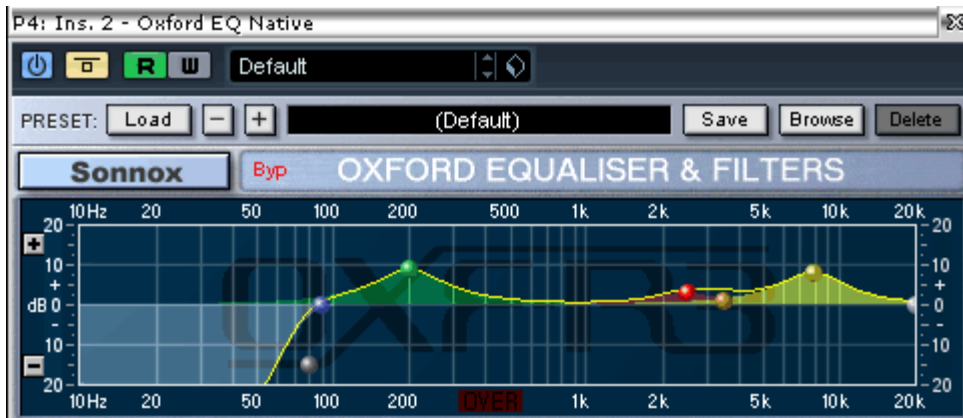 P4: Ins. 2 - Oxford EQ Native
R W Default
PRESET: Load - + (Default) Save Browse Delete
Sonnox Byp OXFORD EQUALISER & FILTERS
10Hz 20 50 100 200 500 1k 2k 5k 10k 20k
20 20
+
10 10
+ +
dB 0 0
- -
10 10
-
20 20
OXFR3
10Hz 20 50 100 200 OVER 1k 2k 5k 10k 20k